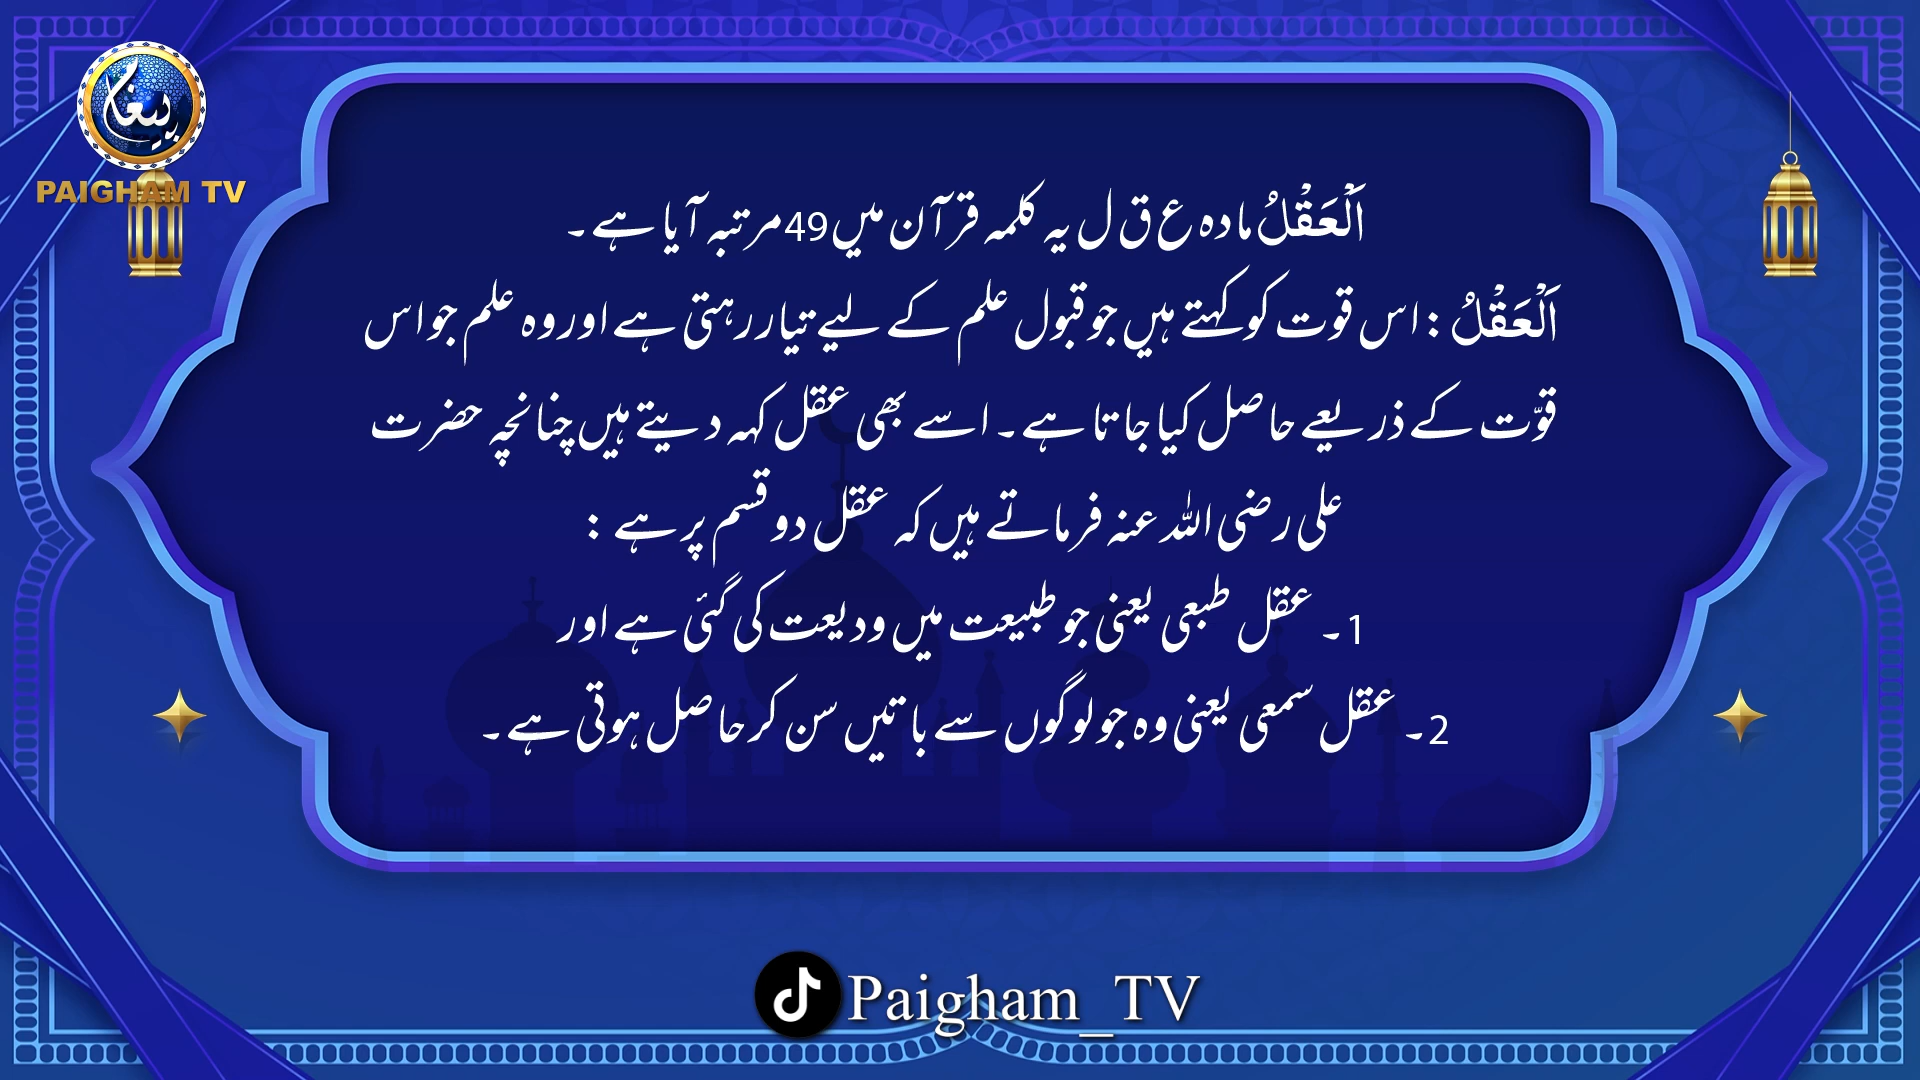 پیغام
PAIGHAM TV
اَلْعَقْلُ مادہ ع ق ل یہ کلمہ قرآن میں 49 مرتبہ آیا ہے۔
اَلْعَقْلُ : اس قوت کو کہتے ہیں جو قبول علم کے لیے تیار رہتی ہے اور وہ علم جو اس
قوّت کے ذریعے حاصل کیا جاتا ہے۔ اسے بھی عقل کہہ دیتے ہیں چنانچہ حضرت
علی رضی اللہ عنہ فرماتے ہیں کہ عقل دو قسم پر ہے :
1۔ عقل طبعی یعنی جو طبیعت میں ودیعت کی گئی ہے اور
2۔ عقل سمعی یعنی وہ جو لوگوں سے باتیں سن کر حاصل ہوتی ہے۔
Paigham_TV